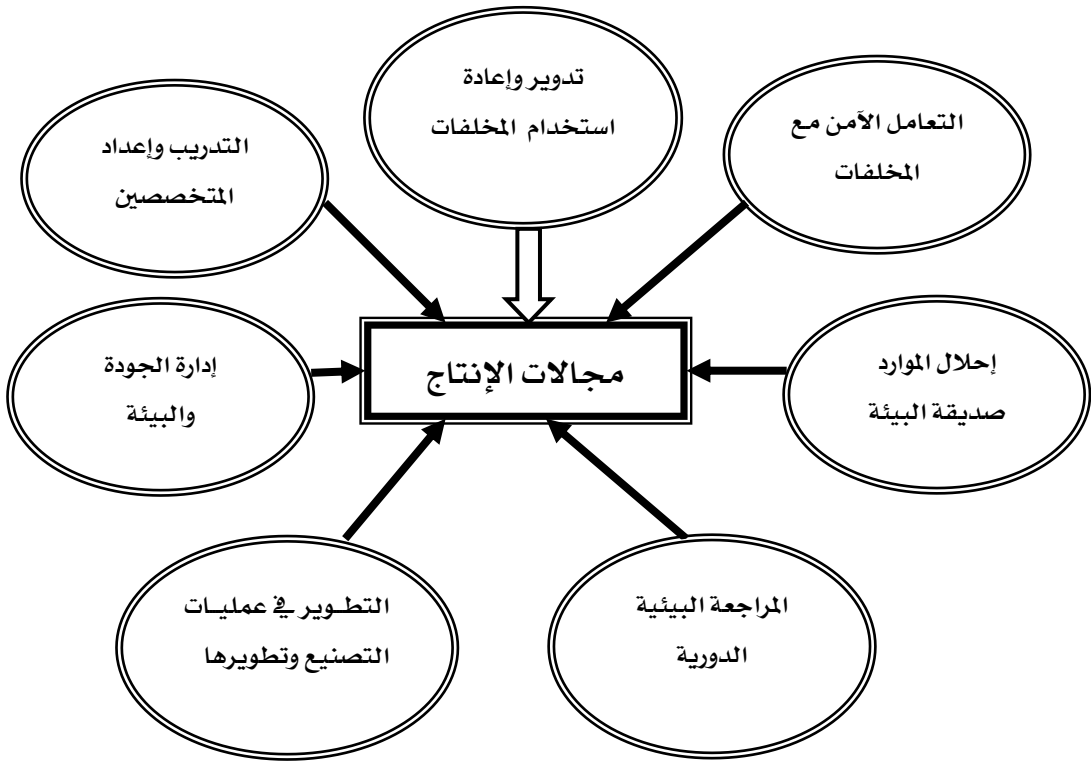 تدوير وإعادة
استخدام المخلفات
التعامل الآمن مع
المخلفات
التدريب وإعداد
المتخصصين
إحلال الموارد
صديقة البيئة
مجالات الإنتاج
إدارة الجودة
والبيئة
المراجعة البيئية
الدورية
التطوير في عمليات
التصنيع وتطويرها